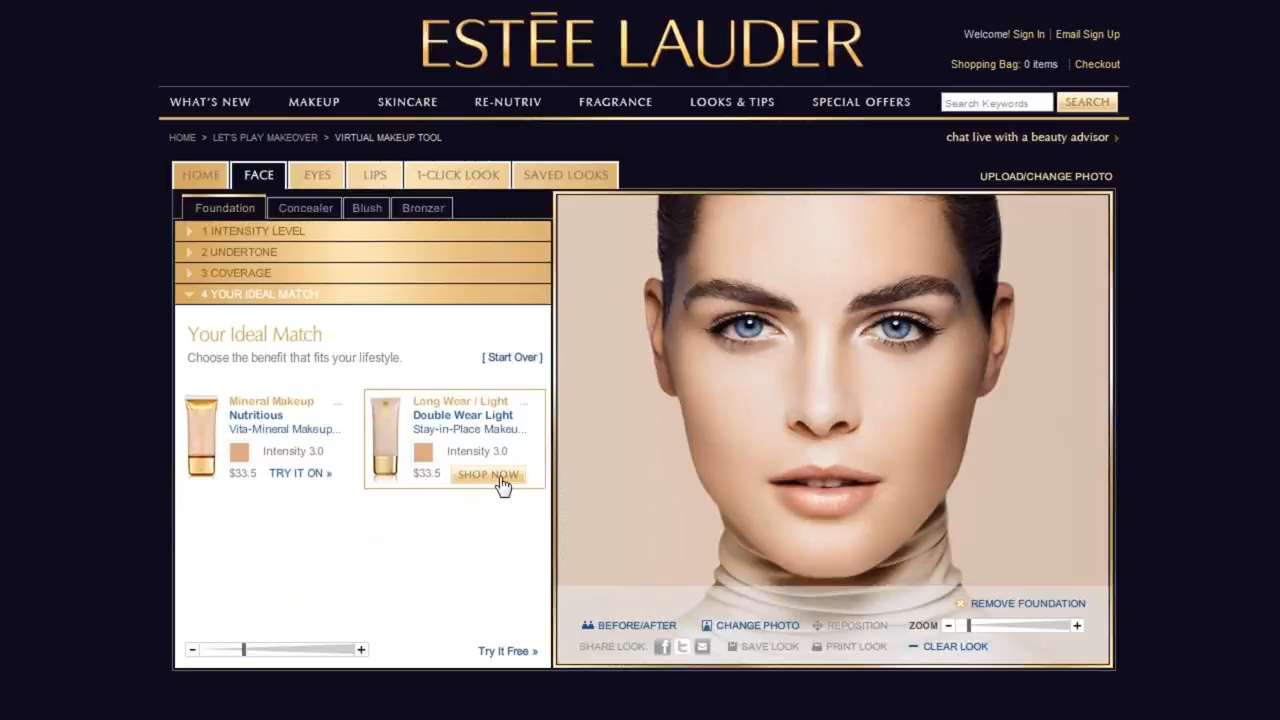 ESTĒE LAUDER
Welcome! Sign In Email Sign Up
Shopping Bag: 0 items Checkout
WHAT'S NEW MAKEUP SKINCARE RE-NUTRIV FRAGRANCE LOOKS & TIPS SPECIAL OFFERS Search Keywords SEARCH
HOME > LET'S PLAY MAKEOVER > VIRTUAL MAKEUP TOOL chat live with a beauty advisor ›
HOME FACE EYES LIPS 1-CLICK LOOK SAVED LOOKS UPLOAD/CHANGE PHOTO
Foundation Concealer Blush Bronzer
1 INTENSITY LEVEL
2 UNDERTONE
3 COVERAGE
4 YOUR IDEAL MATCH
Your Ideal Match
Choose the benefit that fits your lifestyle. [ Start Over ]
Mineral Makeup ...
Nutritious
Vita-Mineral Makeup...
Intensity 3.0
$33.5 TRY IT ON »
Long Wear / Light ...
Double Wear Light
Stay-in-Place Makeu...
Intensity 3.0
$33.5 SHOP NOW
Try It Free »
REMOVE FOUNDATION
BEFORE/AFTER CHANGE PHOTO REPOSITION ZOOM − +
SHARE LOOK: SAVE LOOK PRINT LOOK CLEAR LOOK